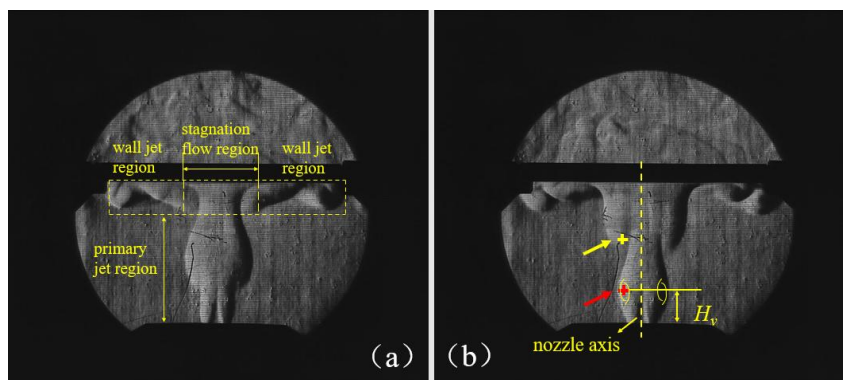 stagnation
flow region
wall jet
region
wall jet
region
primary
jet region
(a)
H_v
nozzle axis
(b)